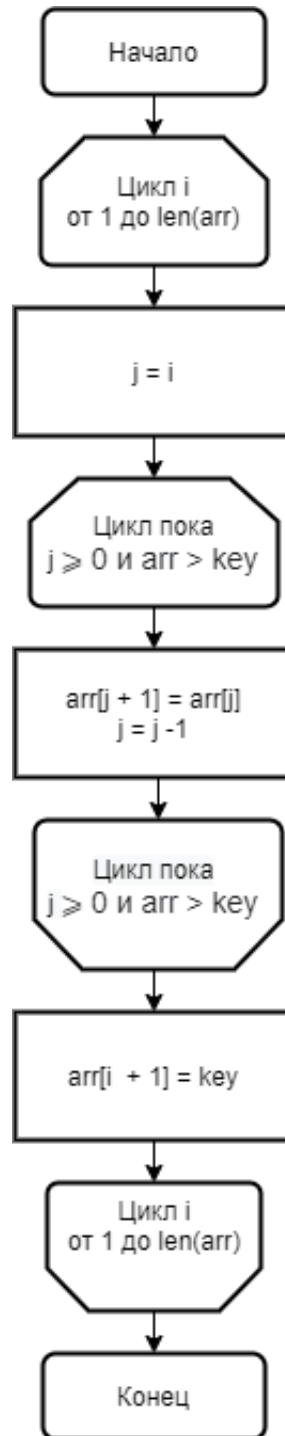 Начало
Цикл i
от 1 до len(arr)
j = i
Цикл пока
j ⩾ 0 и arr > key
arr[j + 1] = arr[j]
j = j -1
Цикл пока
j ⩾ 0 и arr > key
arr[i + 1] = key
Цикл i
от 1 до len(arr)
Конец